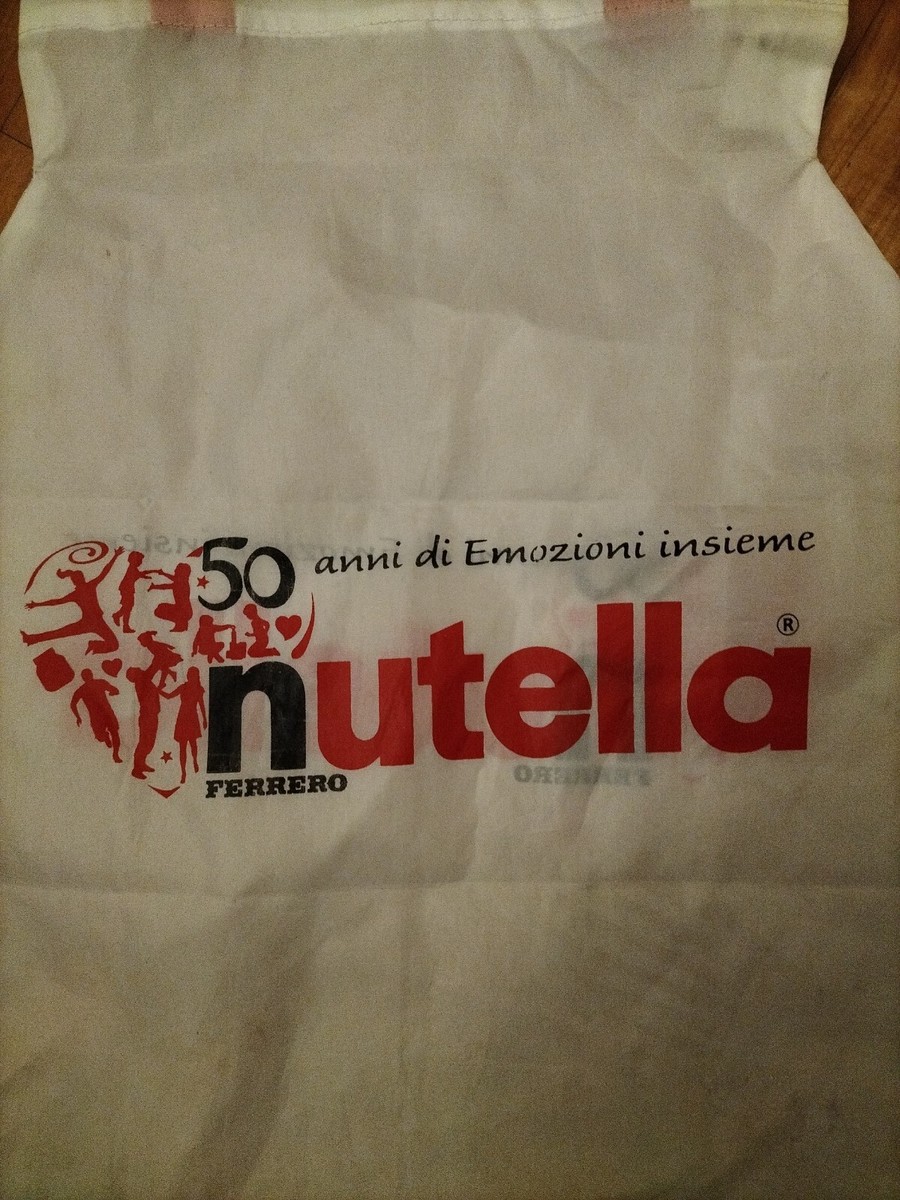 50 anni di Emozioni insieme
nutella®
FERRERO